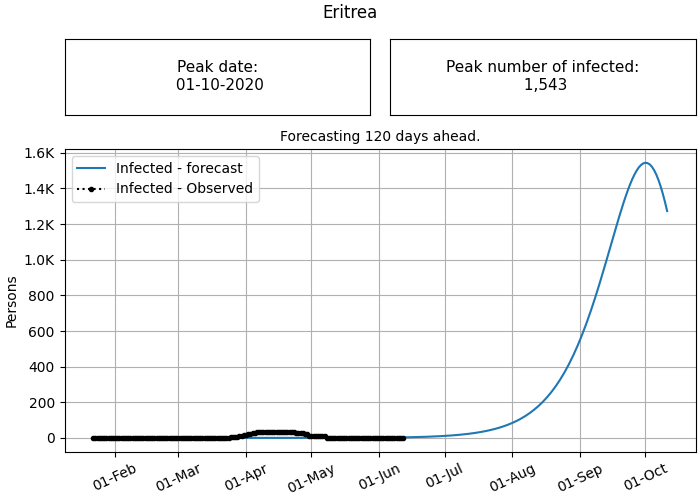 Eritrea
Peak date:
01-10-2020
Peak number of infected:
1,543
Forecasting 120 days ahead.
Infected - forecast
Infected - Observed
Persons
1.6K
1.4K
1.2K
1.0K
800
600
400
200
0
01-Feb
01-Mar
01-Apr
01-May
01-Jun
01-Jul
01-Aug
01-Sep
01-Oct